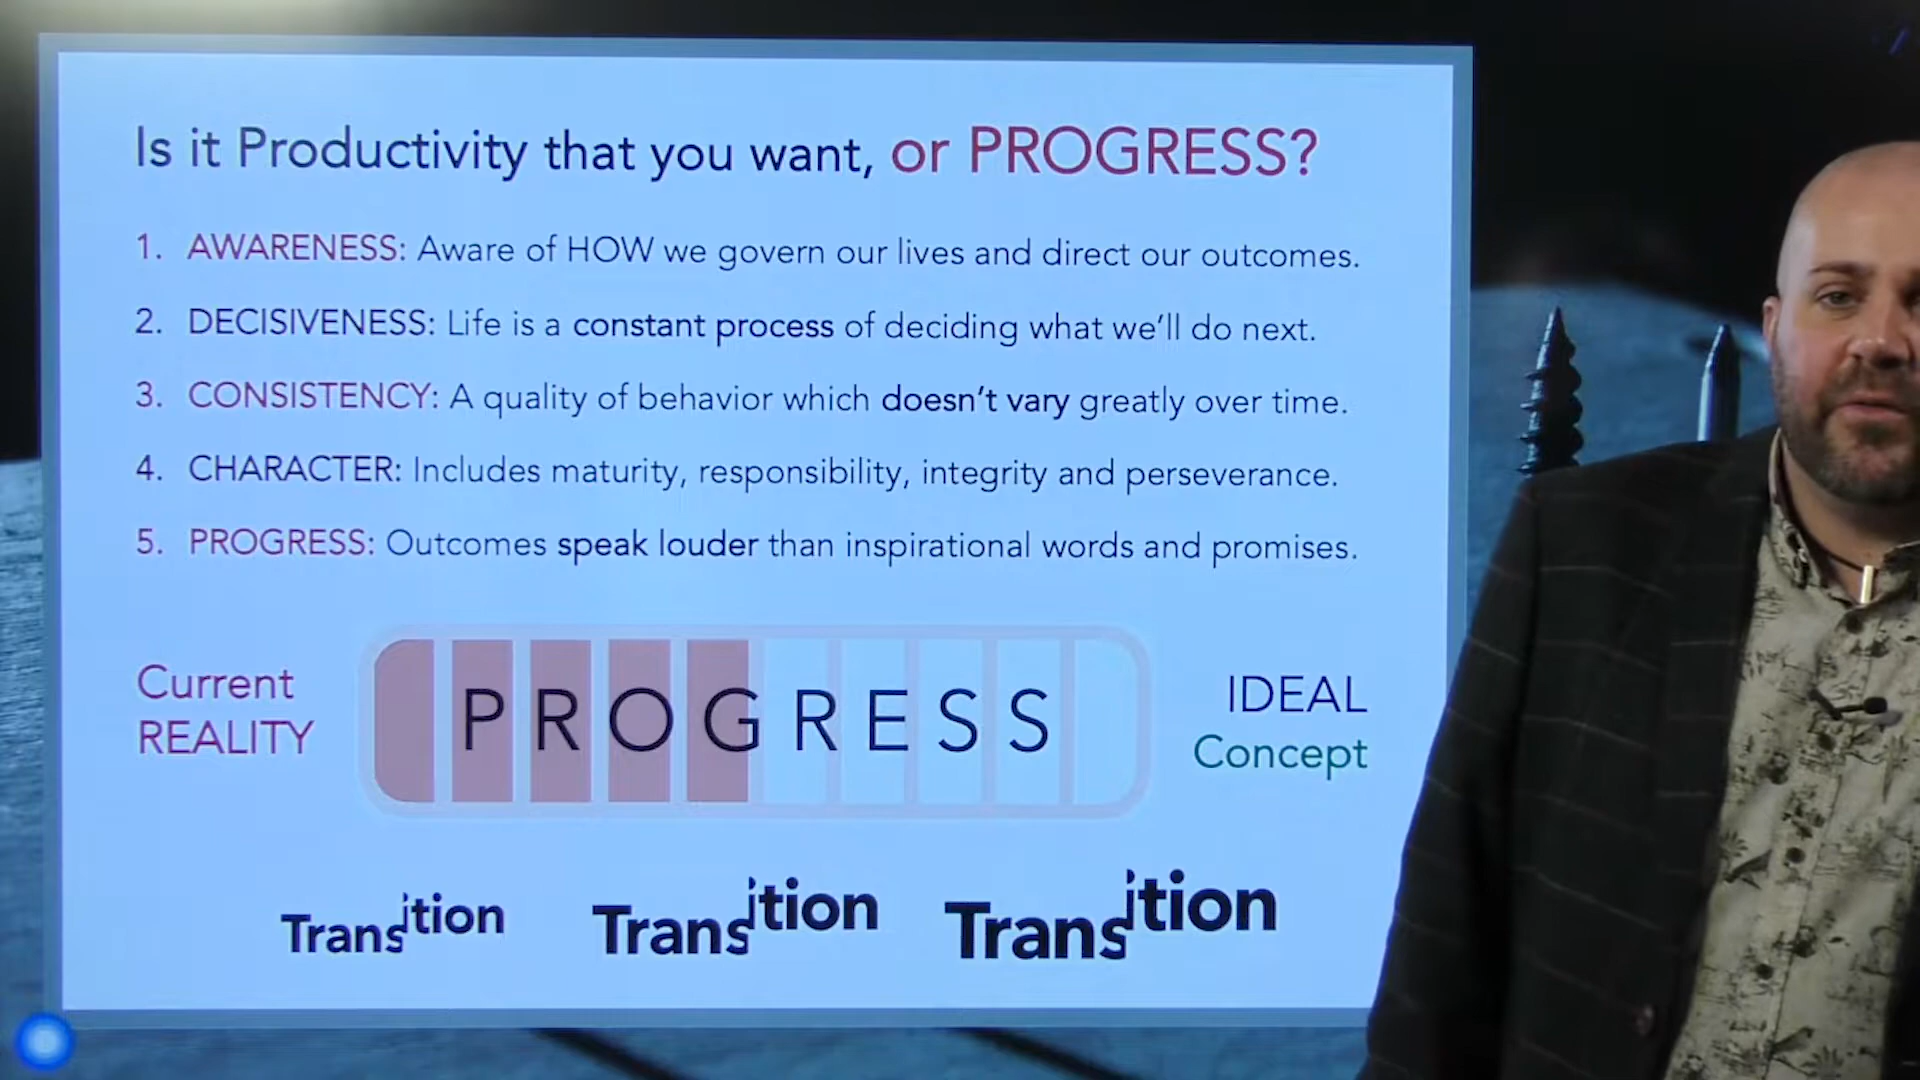 Is it Productivity that you want, or PROGRESS?
1. AWARENESS: Aware of HOW we govern our lives and direct our outcomes.
2. DECISIVENESS: Life is a constant process of deciding what we'll do next.
3. CONSISTENCY: A quality of behavior which doesn't vary greatly over time.
4. CHARACTER: Includes maturity, responsibility, integrity and perseverance.
5. PROGRESS: Outcomes speak louder than inspirational words and promises.
Current
REALITY
PROGRESS
IDEAL
Concept
Transition Transition Transition